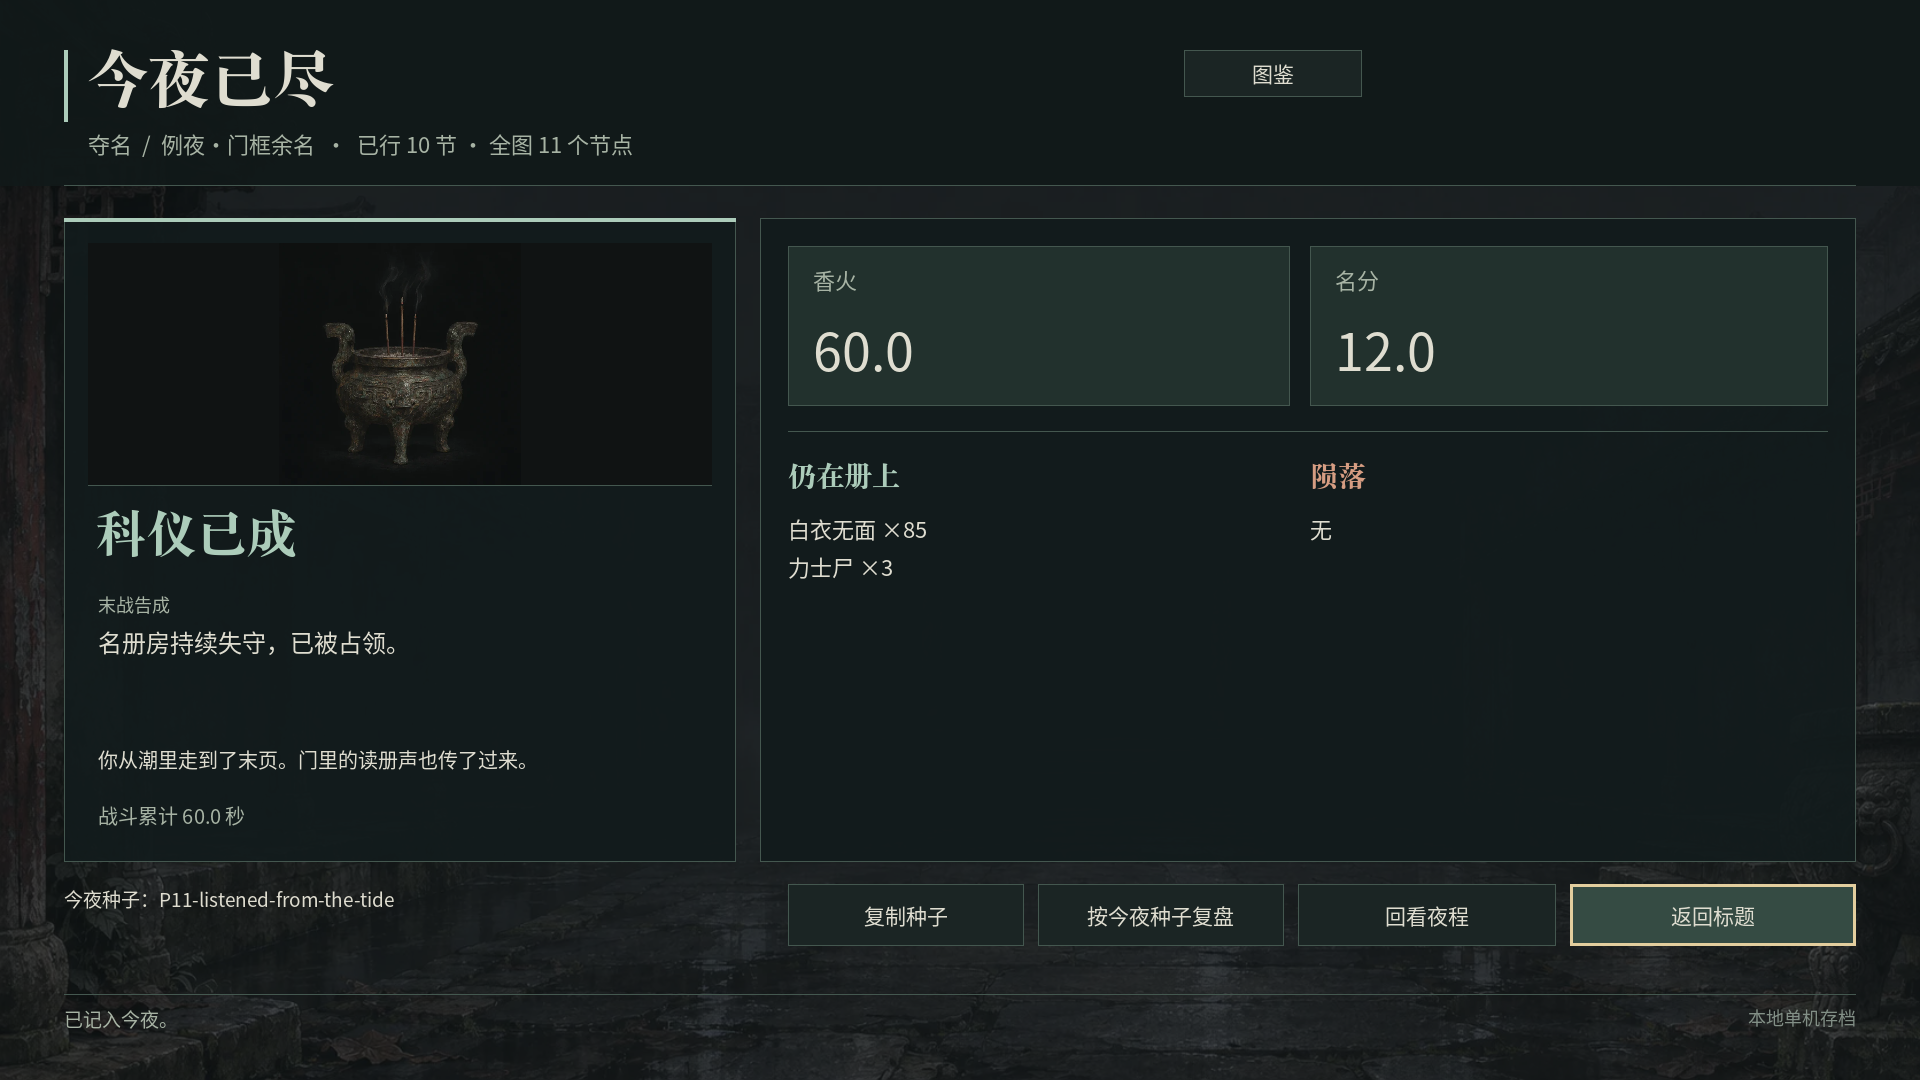 今夜已尽
图鉴
夺名 / 例夜·门框余名 · 已行 10 节 · 全图 11 个节点
科仪已成
末战告成
名册房持续失守，已被占领。
你从潮里走到了末页。门里的读册声也传了过来。
战斗累计 60.0 秒
香火
60.0
名分
12.0
仍在册上
白衣无面 ×85
力士尸 ×3
陨落
无
今夜种子：P11-listened-from-the-tide
复制种子
按今夜种子复盘
回看夜程
返回标题
已记入今夜。
本地单机存档